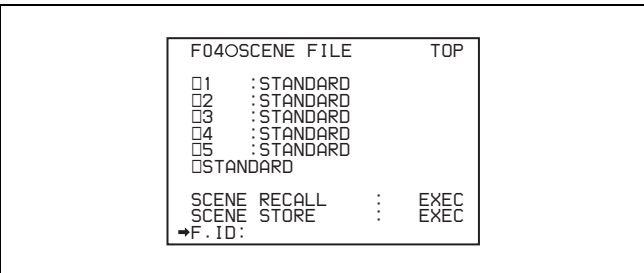 F04○SCENE FILE TOP
□1 :STANDARD
□2 :STANDARD
□3 :STANDARD
□4 :STANDARD
□5 :STANDARD
□STANDARD
SCENE RECALL : EXEC
SCENE STORE : EXEC
➡F.ID: